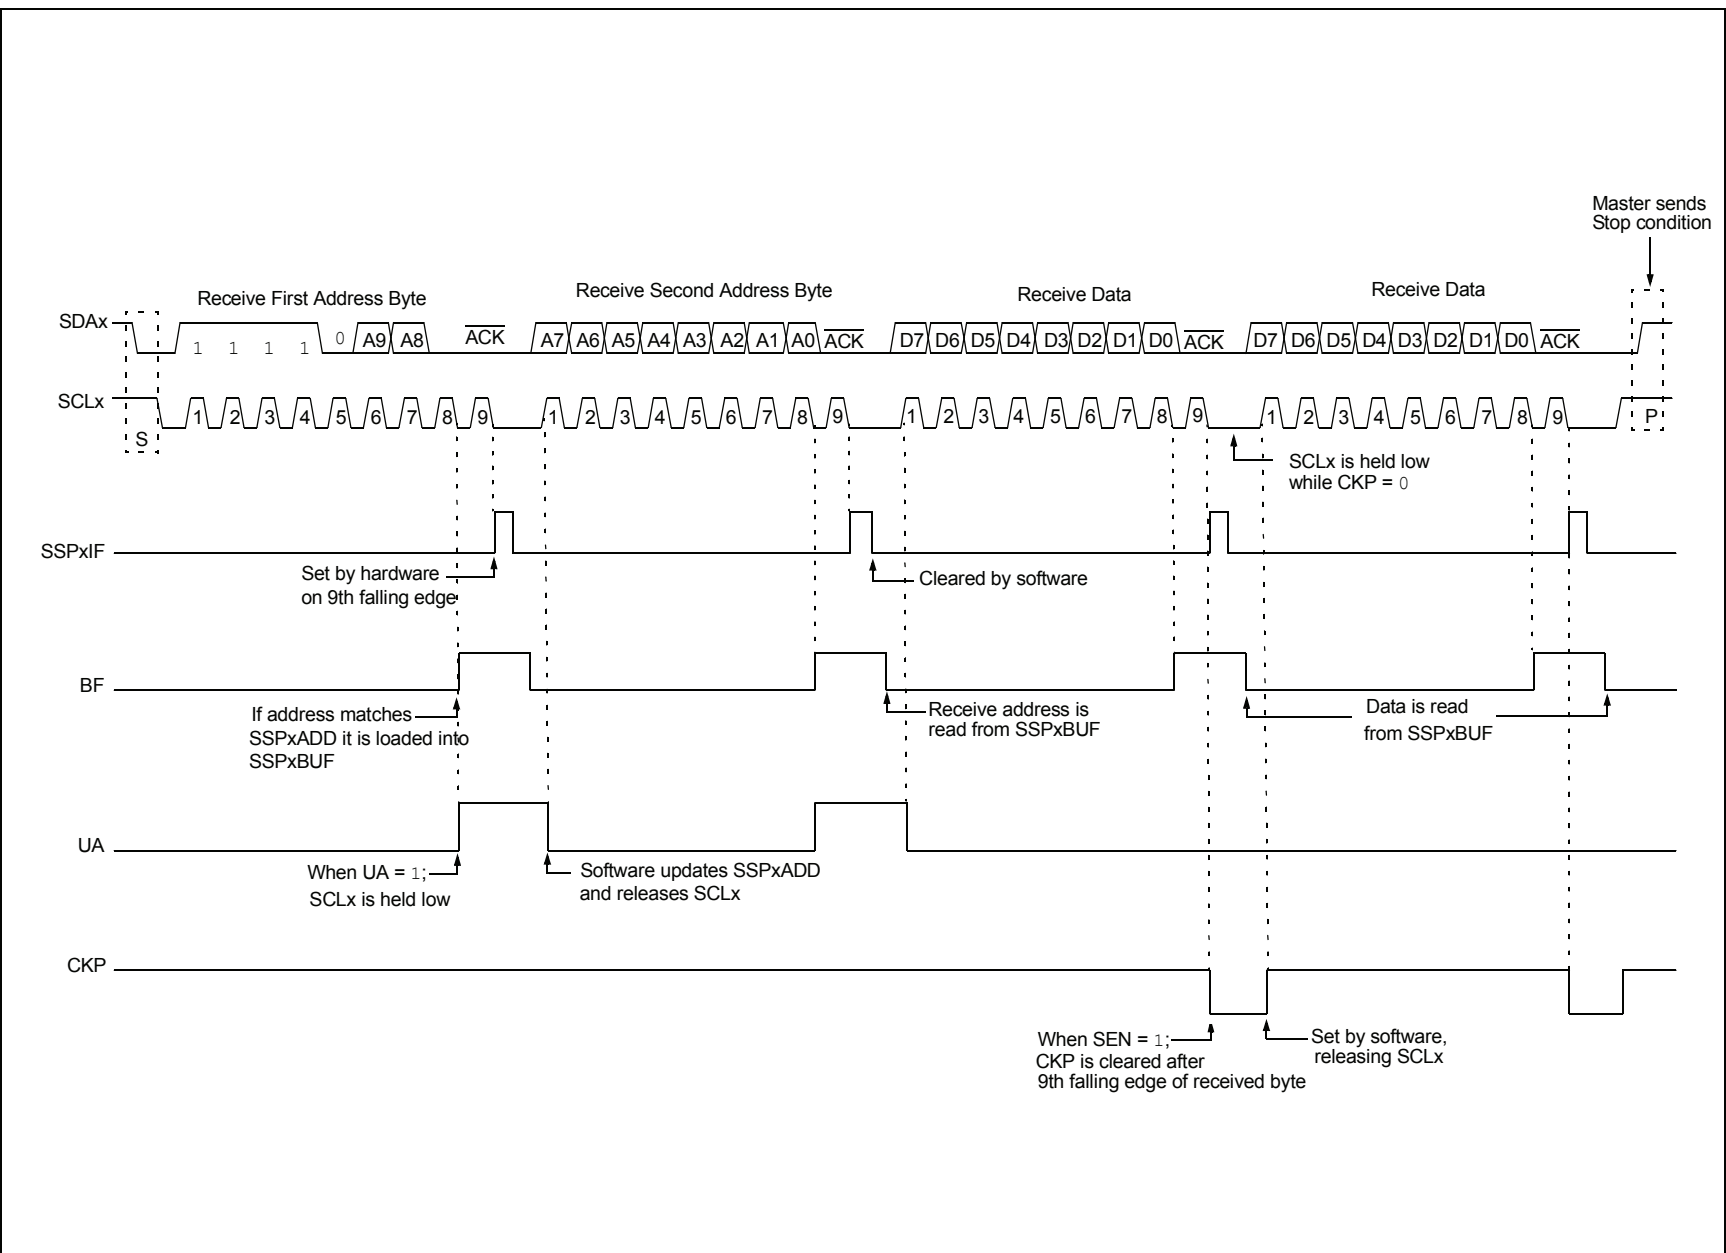 Master sends
Stop condition
Receive First Address Byte
Receive Second Address Byte
Receive Data
Receive Data
SDAx
1 1 1 1 0 A9 A8 ACK A7 A6 A5 A4 A3 A2 A1 A0 ACK D7 D6 D5 D4 D3 D2 D1 D0 ACK D7 D6 D5 D4 D3 D2 D1 D0 ACK
SCLx
S 1 2 3 4 5 6 7 8 9 1 2 3 4 5 6 7 8 9 1 2 3 4 5 6 7 8 9 1 2 3 4 5 6 7 8 9 P
SCLx is held low
while CKP = 0
SSPxIF
Set by hardware
on 9th falling edge
Cleared by software
BF
If address matches
SSPxADD it is loaded into
SSPxBUF
Receive address is
read from SSPxBUF
Data is read
from SSPxBUF
UA
When UA = 1;
SCLx is held low
Software updates SSPxADD
and releases SCLx
CKP
When SEN = 1;
CKP is cleared after
9th falling edge of received byte
Set by software,
releasing SCLx